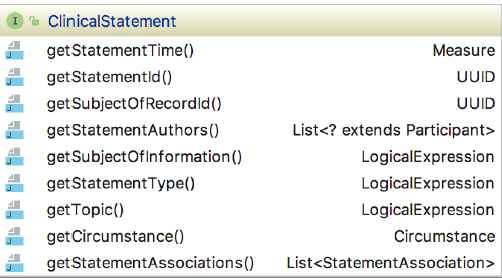 I ClinicalStatement
getStatementTime() Measure
getStatementId() UUID
getSubjectOfRecordId() UUID
getStatementAuthors() List<? extends Participant>
getSubjectOfInformation() LogicalExpression
getStatementType() LogicalExpression
getTopic() LogicalExpression
getCircumstance() Circumstance
getStatementAssociations() List<StatementAssociation>